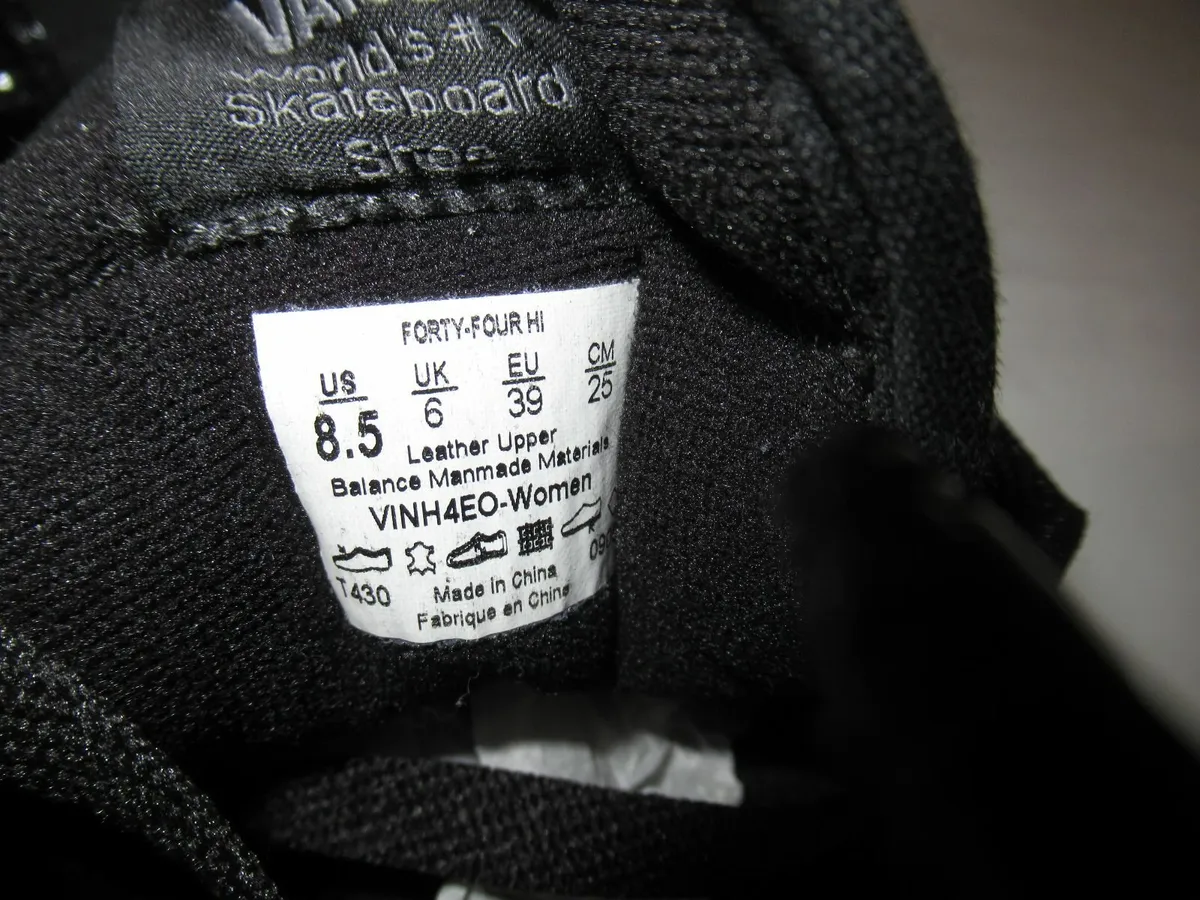 World's #1
Skateboard
Shoe
FORTY-FOUR HI
US UK EU CM
8.5 6 39 25
Leather Upper
Balance Manmade Materials
VINH4EO-Women
T430
Made in China
Fabrique en Chine